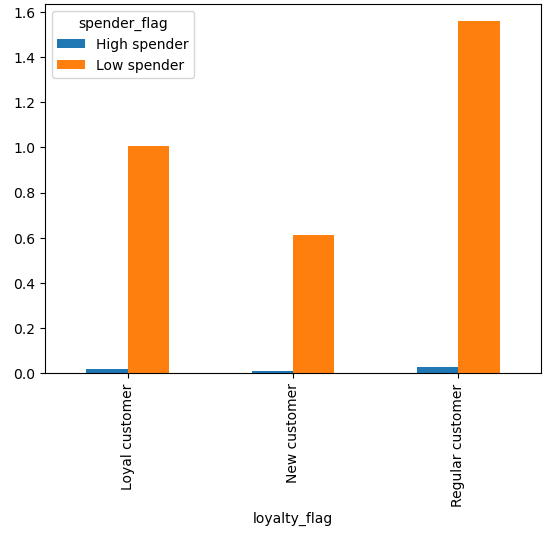 spender_flag
High spender
Low spender
1.6
1.4
1.2
1.0
0.8
0.6
0.4
0.2
0.0
Loyal customer
New customer
Regular customer
loyalty_flag